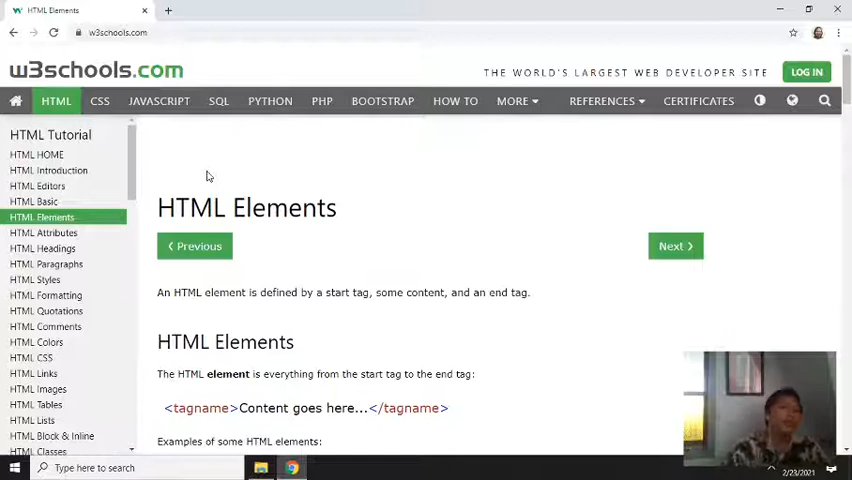 HTML Elements
w3schools.com
w3schools.com
THE WORLD'S LARGEST WEB DEVELOPER SITE
LOG IN
HTML CSS JAVASCRIPT SQL PYTHON PHP BOOTSTRAP HOW TO MORE REFERENCES CERTIFICATES
HTML Tutorial
HTML HOME
HTML Introduction
HTML Editors
HTML Basic
HTML Elements
HTML Attributes
HTML Headings
HTML Paragraphs
HTML Styles
HTML Formatting
HTML Quotations
HTML Comments
HTML Colors
HTML CSS
HTML Links
HTML Images
HTML Tables
HTML Lists
HTML Block & Inline
HTML Classes
HTML Elements
❮ Previous
Next ❯
An HTML element is defined by a start tag, some content, and an end tag.
HTML Elements
The HTML element is everything from the start tag to the end tag:
<tagname>Content goes here...</tagname>
Examples of some HTML elements:
Type here to search
2/23/2021